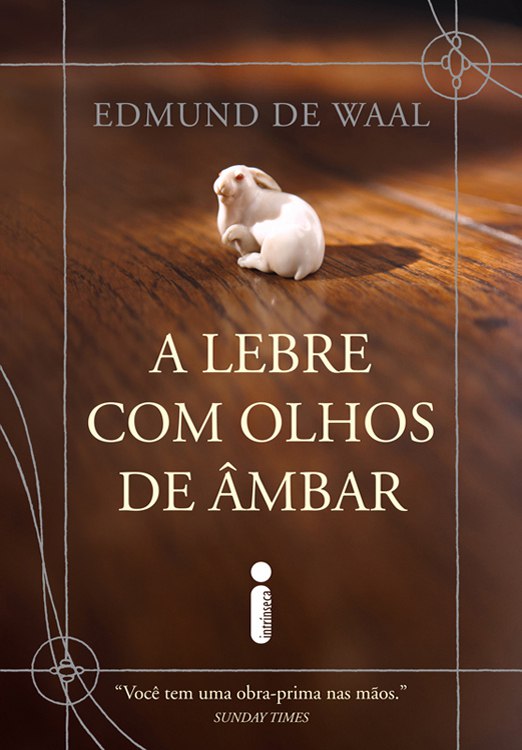 EDMUND DE WAAL
A LEBRE
COM OLHOS
DE ÂMBAR
intrínseca
“Você tem uma obra-prima nas mãos.”
SUNDAY TIMES